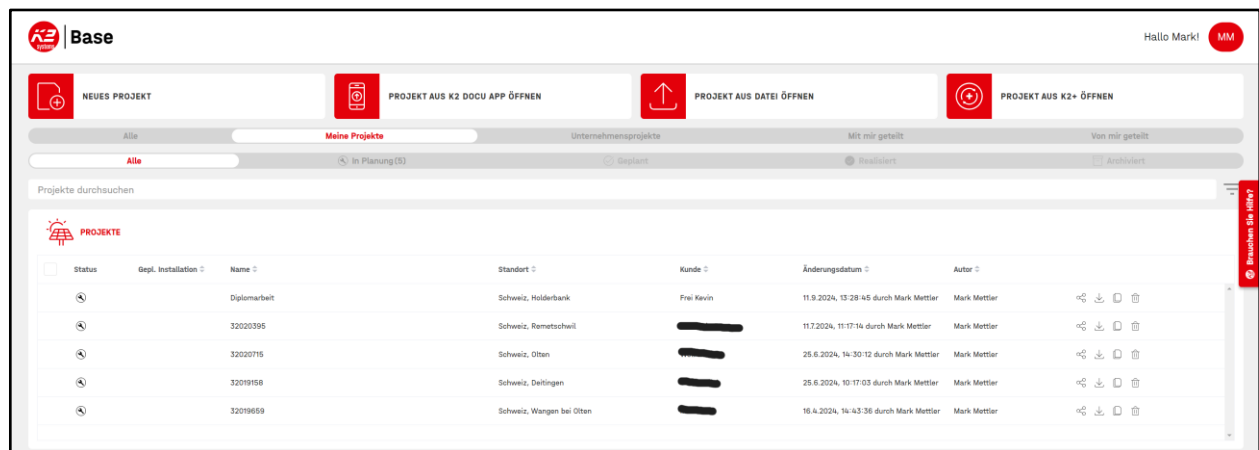 K2 systems Base Hallo Mark! MM
NEUES PROJEKT PROJEKT AUS K2 DOCU APP ÖFFNEN PROJEKT AUS DATEI ÖFFNEN PROJEKT AUS K2+ ÖFFNEN
Alle Meine Projekte Unternehmensprojekte Mit mir geteilt Von mir geteilt
Alle In Planung(5) Geplant Realisiert Archiviert
Projekte durchsuchen
Brauchen Sie Hilfe?
PROJEKTE
Status Gepl. Installation Name Standort Kunde Änderungsdatum Autor
Diplomarbeit Schweiz, Holderbank Frei Kevin 11.9.2024, 13:28:45 durch Mark Mettler Mark Mettler
32020395 Schweiz, Remetschwil 11.7.2024, 11:17:14 durch Mark Mettler Mark Mettler
32020715 Schweiz, Olten 25.6.2024, 14:30:12 durch Mark Mettler Mark Mettler
32019158 Schweiz, Deitingen 25.6.2024, 10:17:03 durch Mark Mettler Mark Mettler
32019659 Schweiz, Wangen bei Olten 16.4.2024, 14:43:36 durch Mark Mettler Mark Mettler